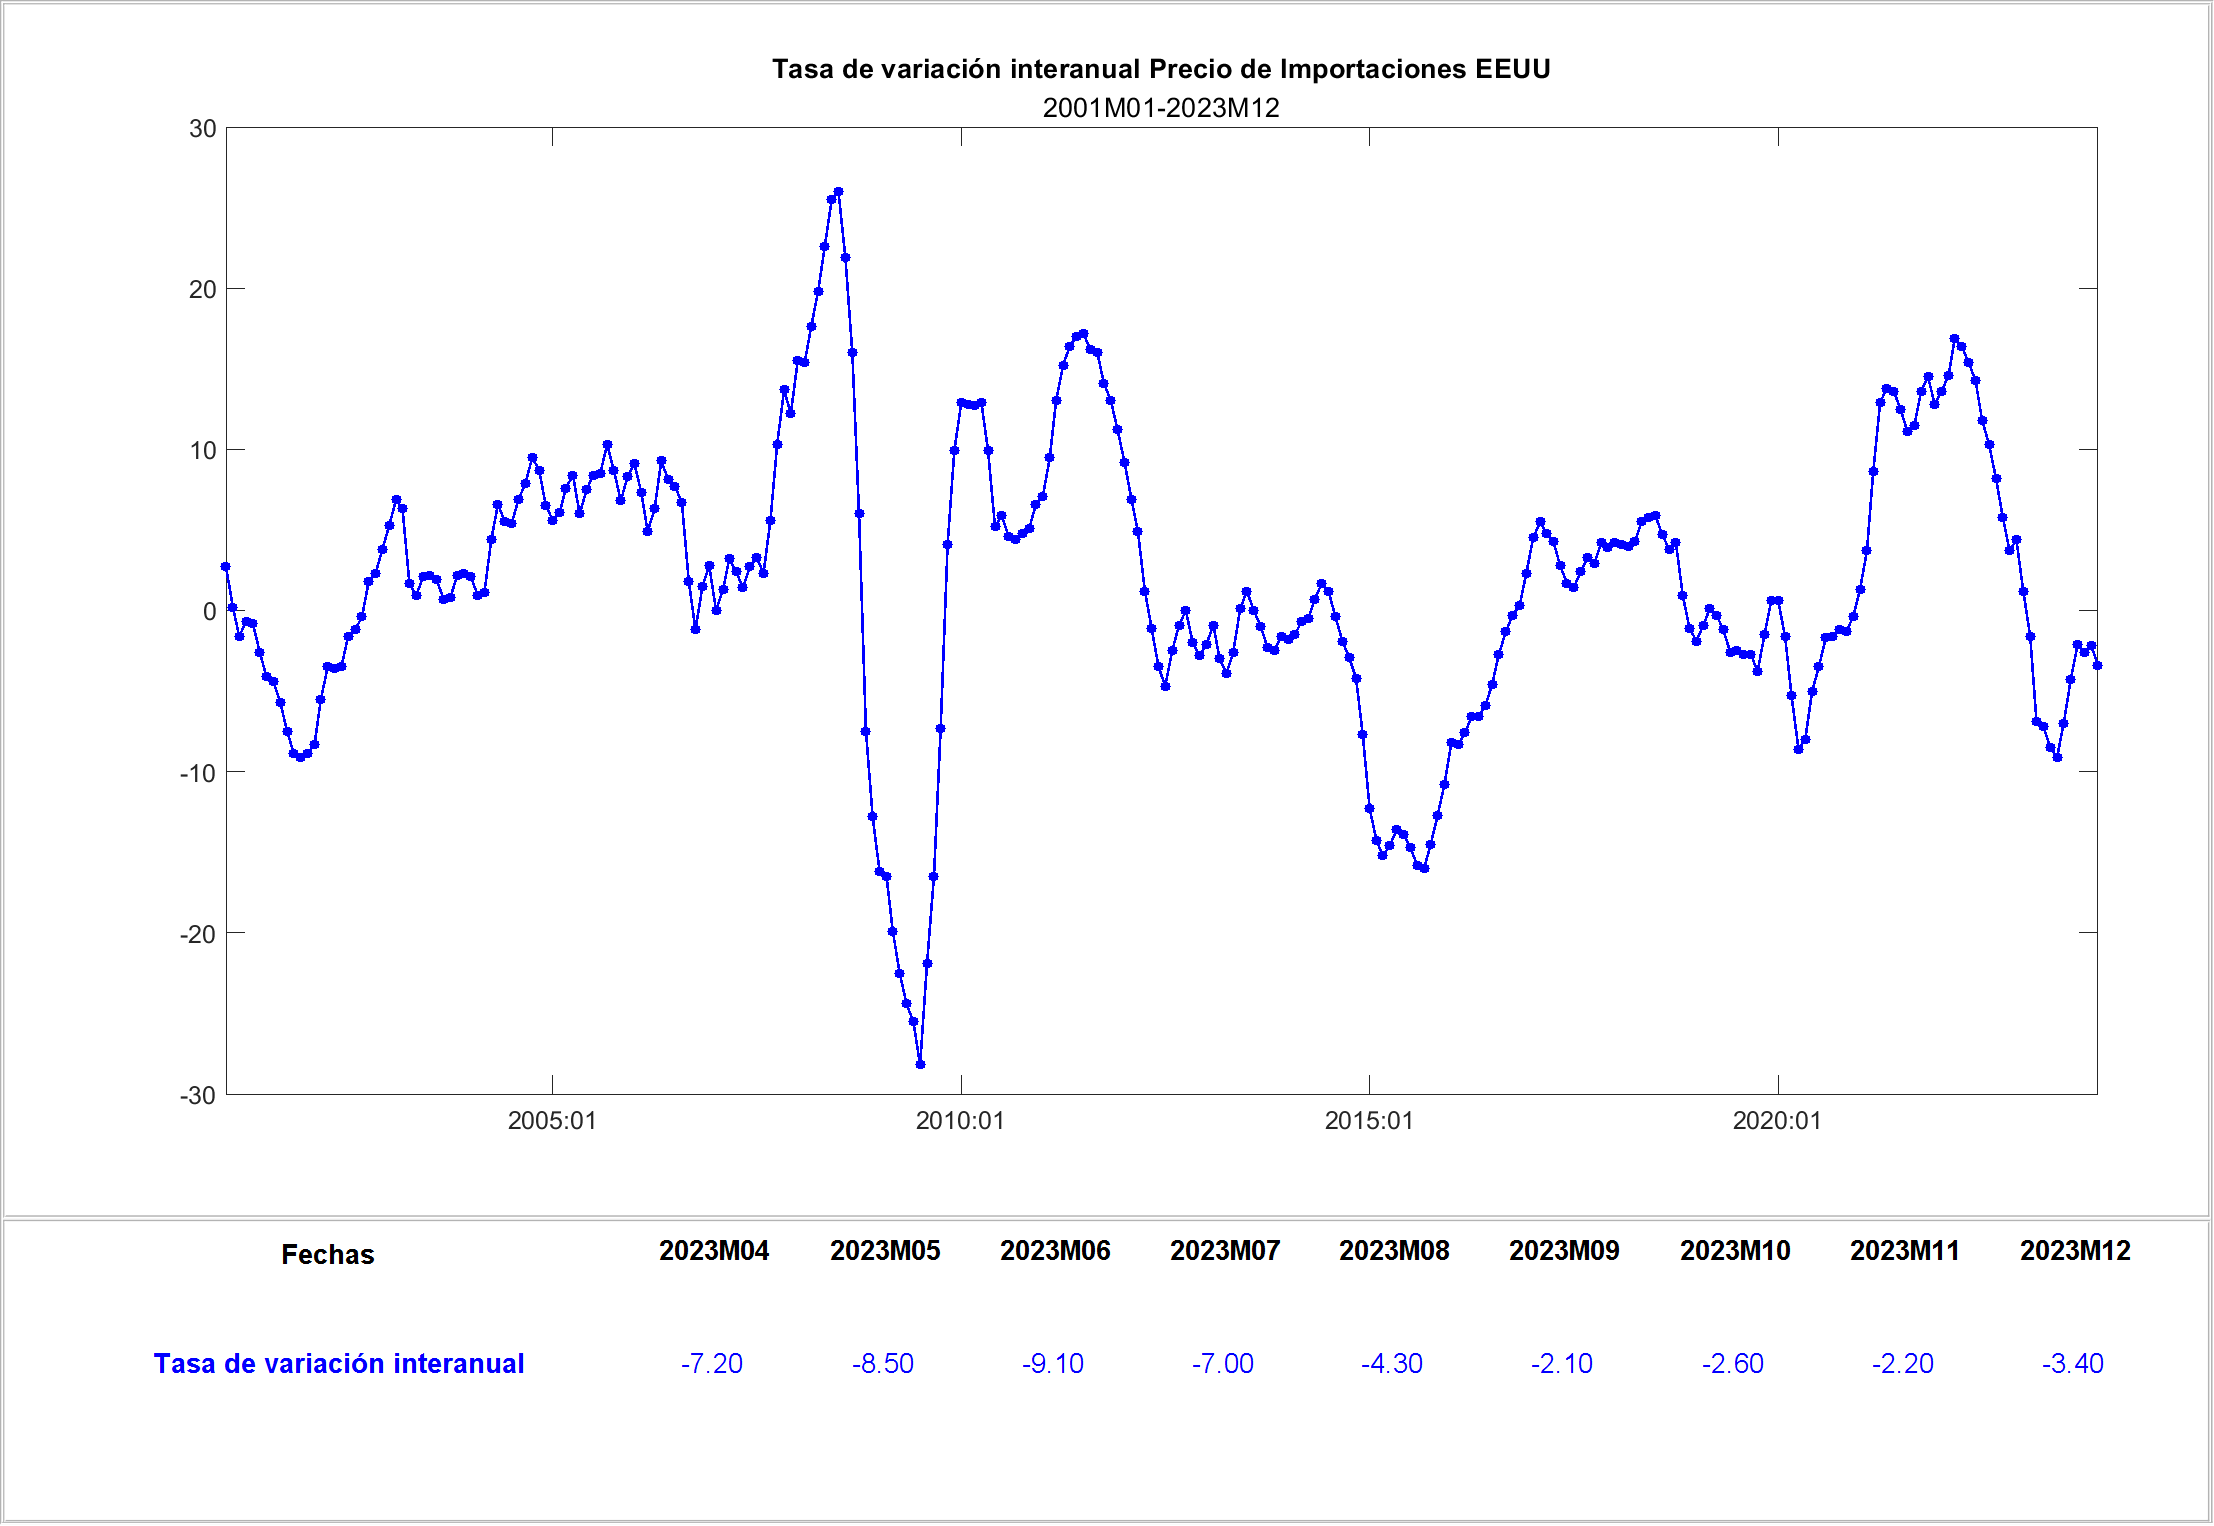 Tasa de variación interanual Precio de Importaciones EEUU
2001M01-2023M12
30
20
10
0
-10
-20
-30
2005:01 2010:01 2015:01 2020:01
Fechas 2023M04 2023M05 2023M06 2023M07 2023M08 2023M09 2023M10 2023M11 2023M12
Tasa de variación interanual -7.20 -8.50 -9.10 -7.00 -4.30 -2.10 -2.60 -2.20 -3.40